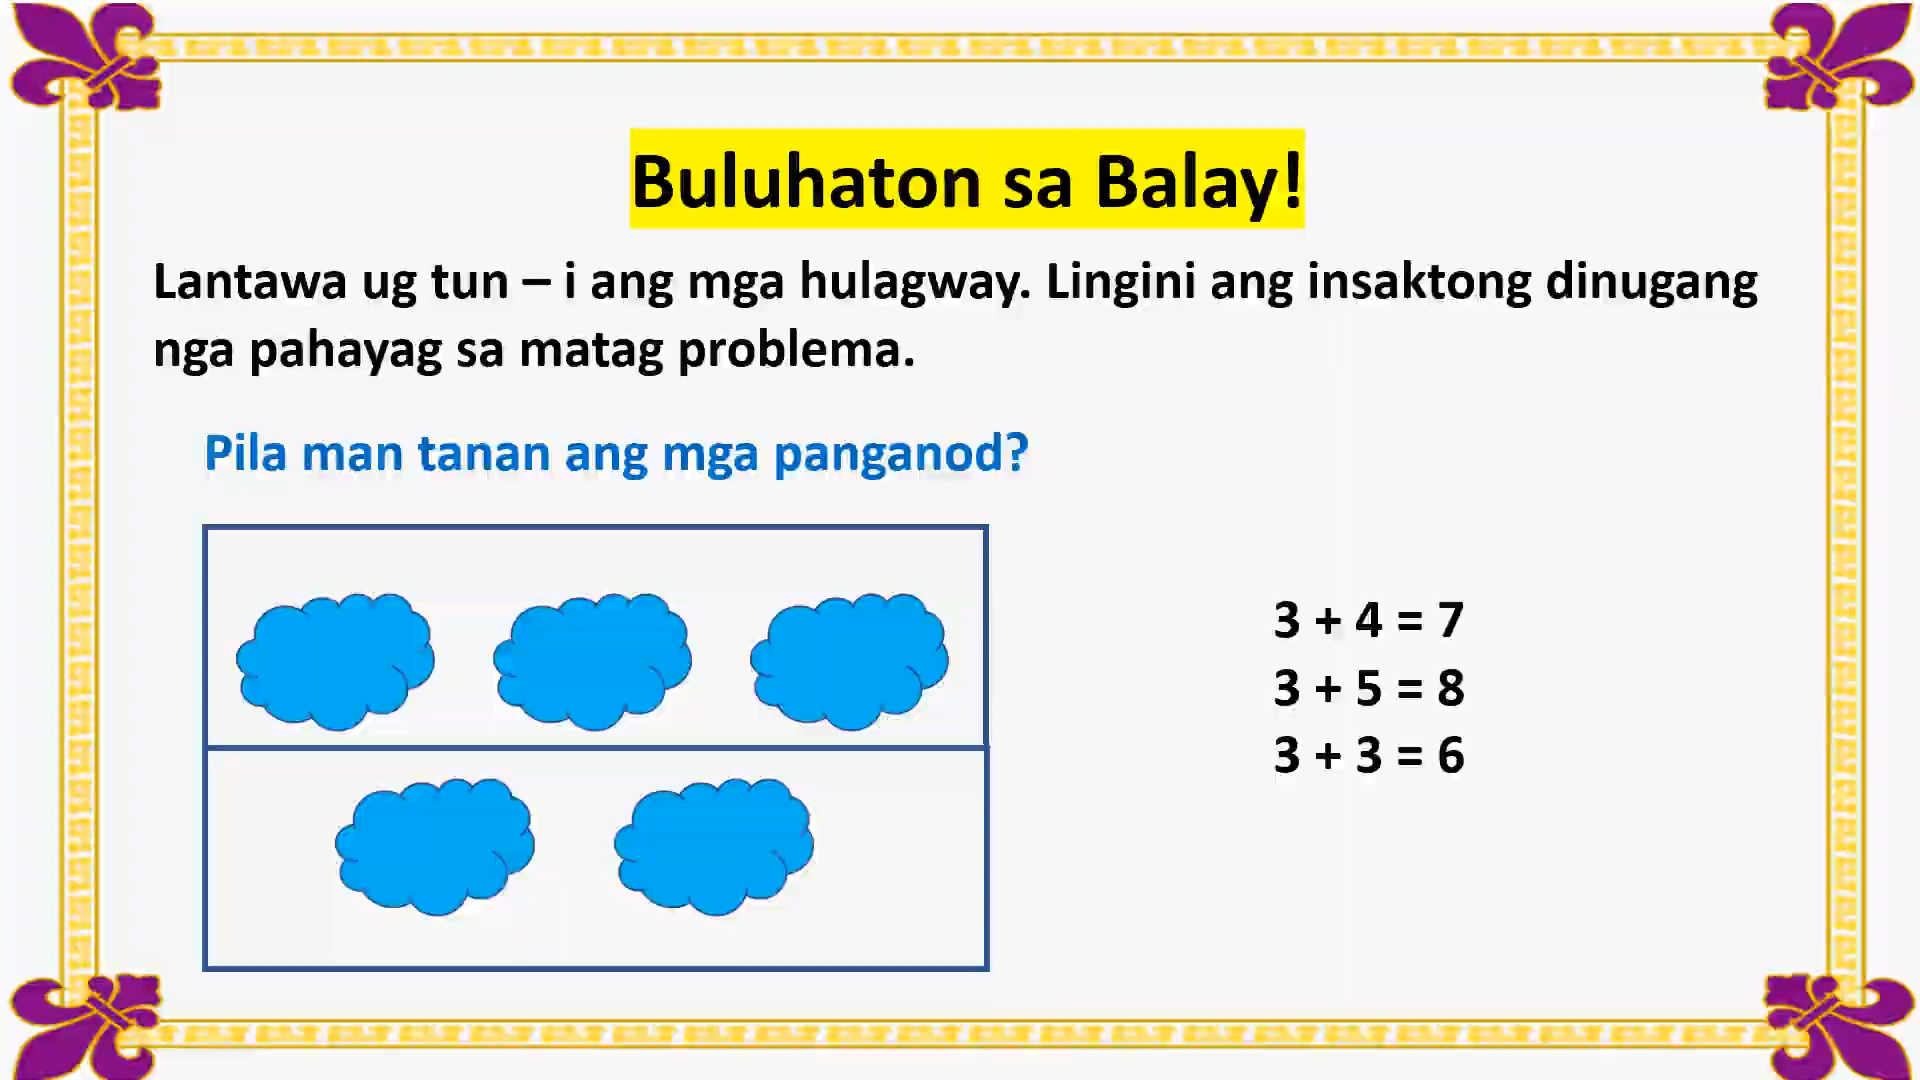 Buluhaton sa Balay!
Lantawa ug tun – i ang mga hulagway. Lingini ang insaktong dinugang
nga pahayag sa matag problema.
Pila man tanan ang mga panganod?
3 + 4 = 7
3 + 5 = 8
3 + 3 = 6